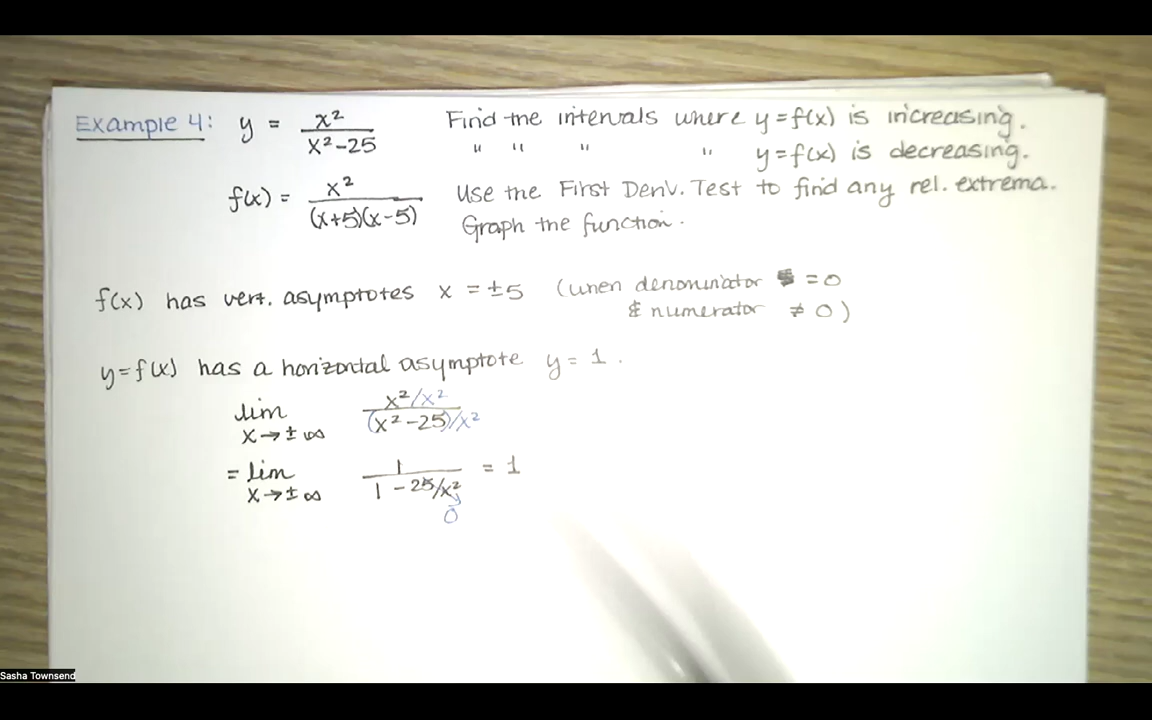 Example 4: y = x²/(x²-25) Find the intervals where y=f(x) is increasing.
" " " " y=f(x) is decreasing.
f(x) = x²/((x+5)(x-5)) Use the First Deriv. Test to find any rel. extrema.
Graph the function.
f(x) has vert. asymptotes x = ±5 (when denominator = 0
& numerator ≠ 0)
y=f(x) has a horizontal asymptote y = 1.
lim x→±∞ (x²/x²)/((x²-25)/x²)
= lim x→±∞ 1/(1 - 25/x²) = 1
0
Sasha Townsend